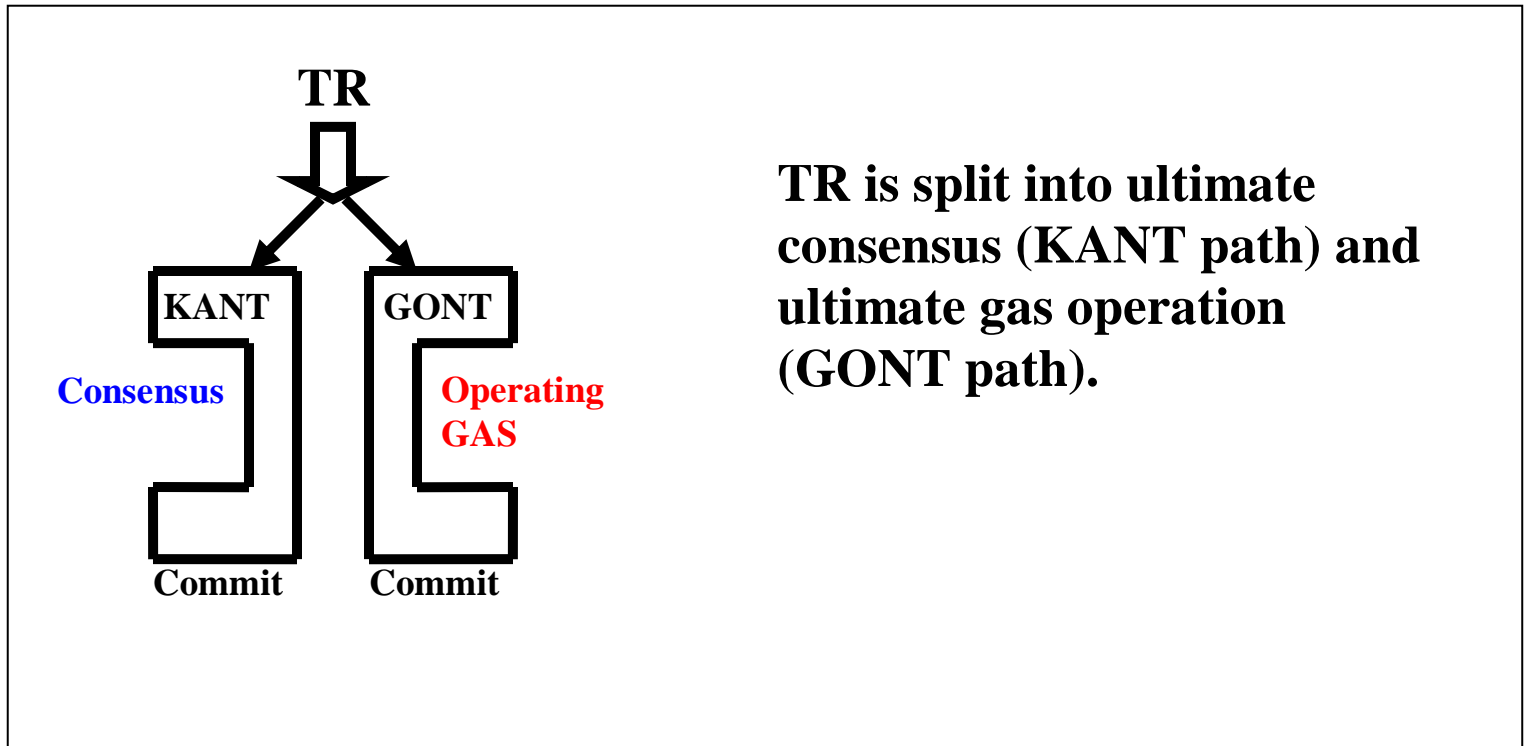 TR
KANT
GONT
Consensus
Operating
GAS
Commit
Commit
TR is split into ultimate
consensus (KANT path) and
ultimate gas operation
(GONT path).